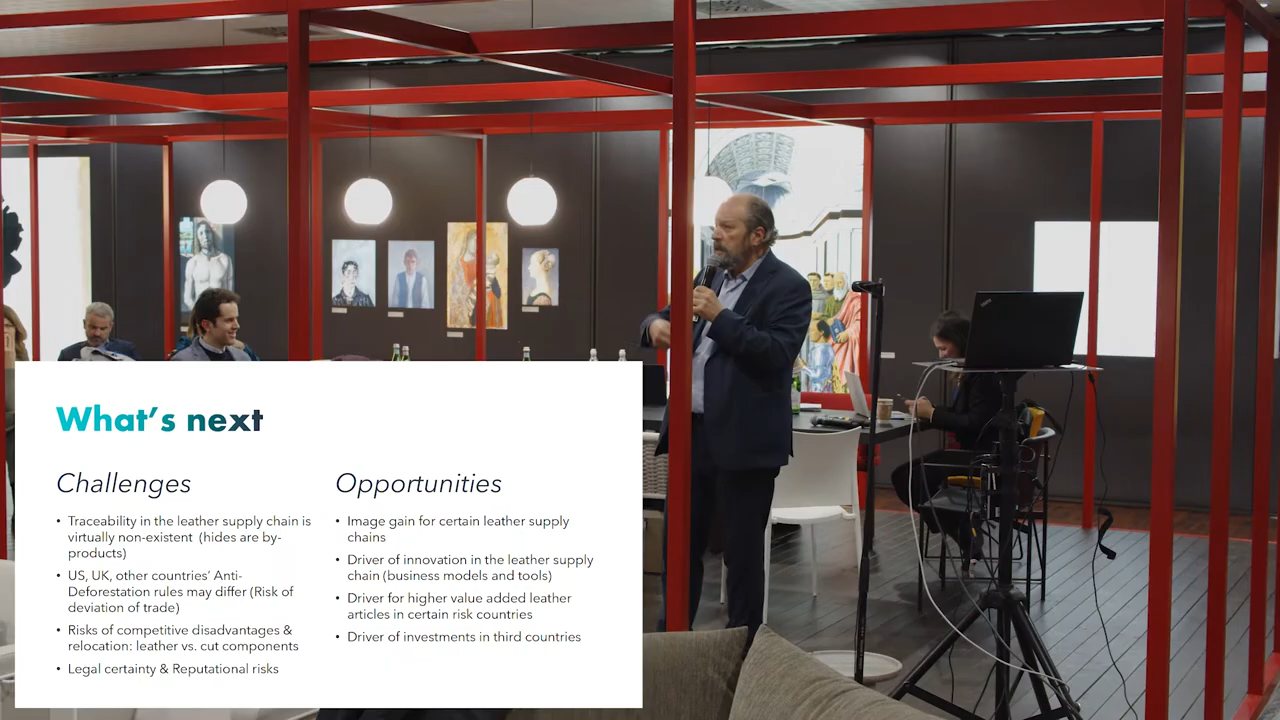 What's next
Challenges
• Traceability in the leather supply chain is
virtually non-existent (hides are by-
products)
• US, UK, other countries' Anti-
Deforestation rules may differ (Risk of
deviation of trade)
• Risks of competitive disadvantages &
relocation: leather vs. cut components
• Legal certainty & Reputational risks
Opportunities
• Image gain for certain leather supply
chains
• Driver of innovation in the leather supply
chain (business models and tools)
• Driver for higher value added leather
articles in certain risk countries
• Driver of investments in third countries